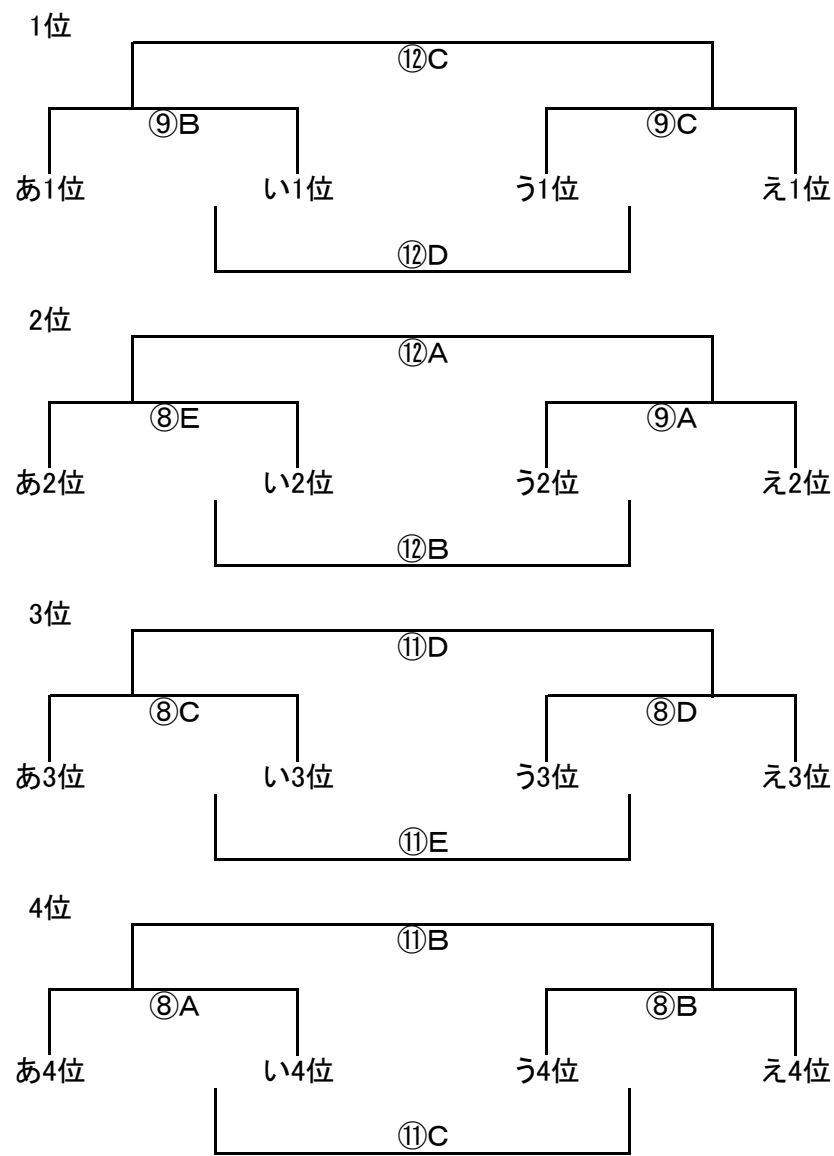 1位
⑫C
⑨B ⑨C
あ1位 い1位 う1位 え1位
⑫D
2位
⑫A
⑧E ⑨A
あ2位 い2位 う2位 え2位
⑫B
3位
⑪D
⑧C ⑧D
あ3位 い3位 う3位 え3位
⑪E
4位
⑪B
⑧A ⑧B
あ4位 い4位 う4位 え4位
⑪C